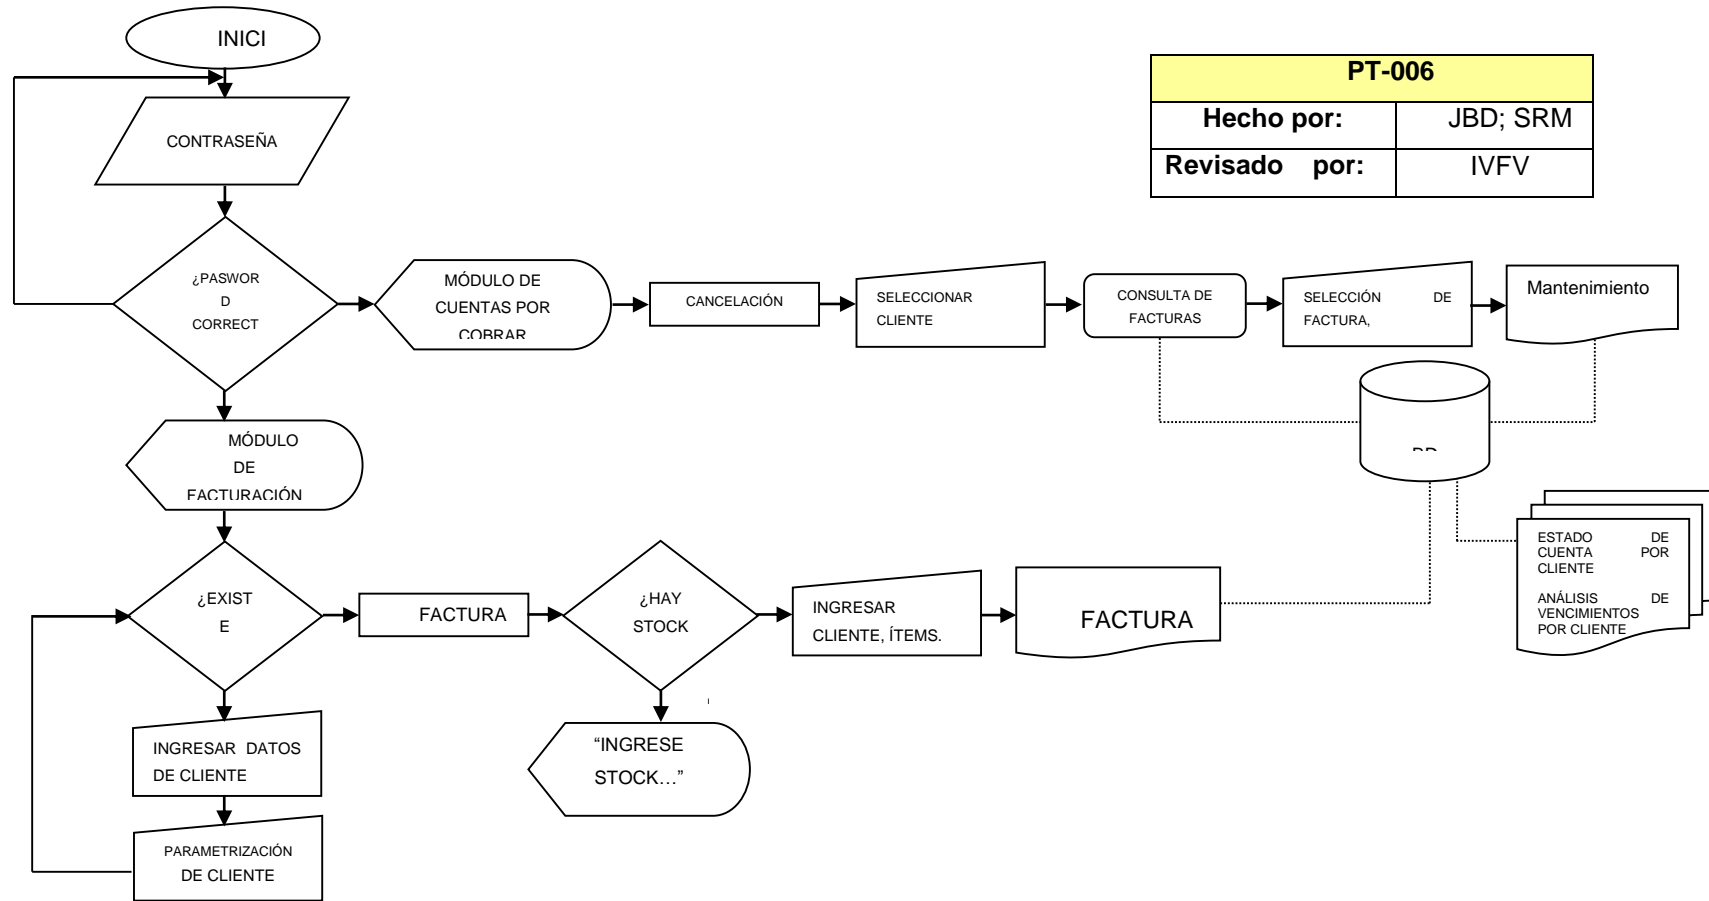 INICI
CONTRASEÑA
¿PASWOR
D
CORRECT
MÓDULO DE
CUENTAS POR
COBRAR
CANCELACIÓN
SELECCIONAR
CLIENTE
CONSULTA DE
FACTURAS
SELECCIÓN DE
FACTURA,
Mantenimiento
PT-006
Hecho por: JBD; SRM
Revisado por: IVFV
MÓDULO
DE
FACTURACIÓN
¿EXIST
E
FACTURA
¿HAY
STOCK
INGRESAR
CLIENTE, ÍTEMS.
FACTURA
ESTADO DE
CUENTA POR
CLIENTE
ANÁLISIS DE
VENCIMIENTOS
POR CLIENTE
INGRESAR DATOS
DE CLIENTE
PARAMETRIZACIÓN
DE CLIENTE
“INGRESE
STOCK…”